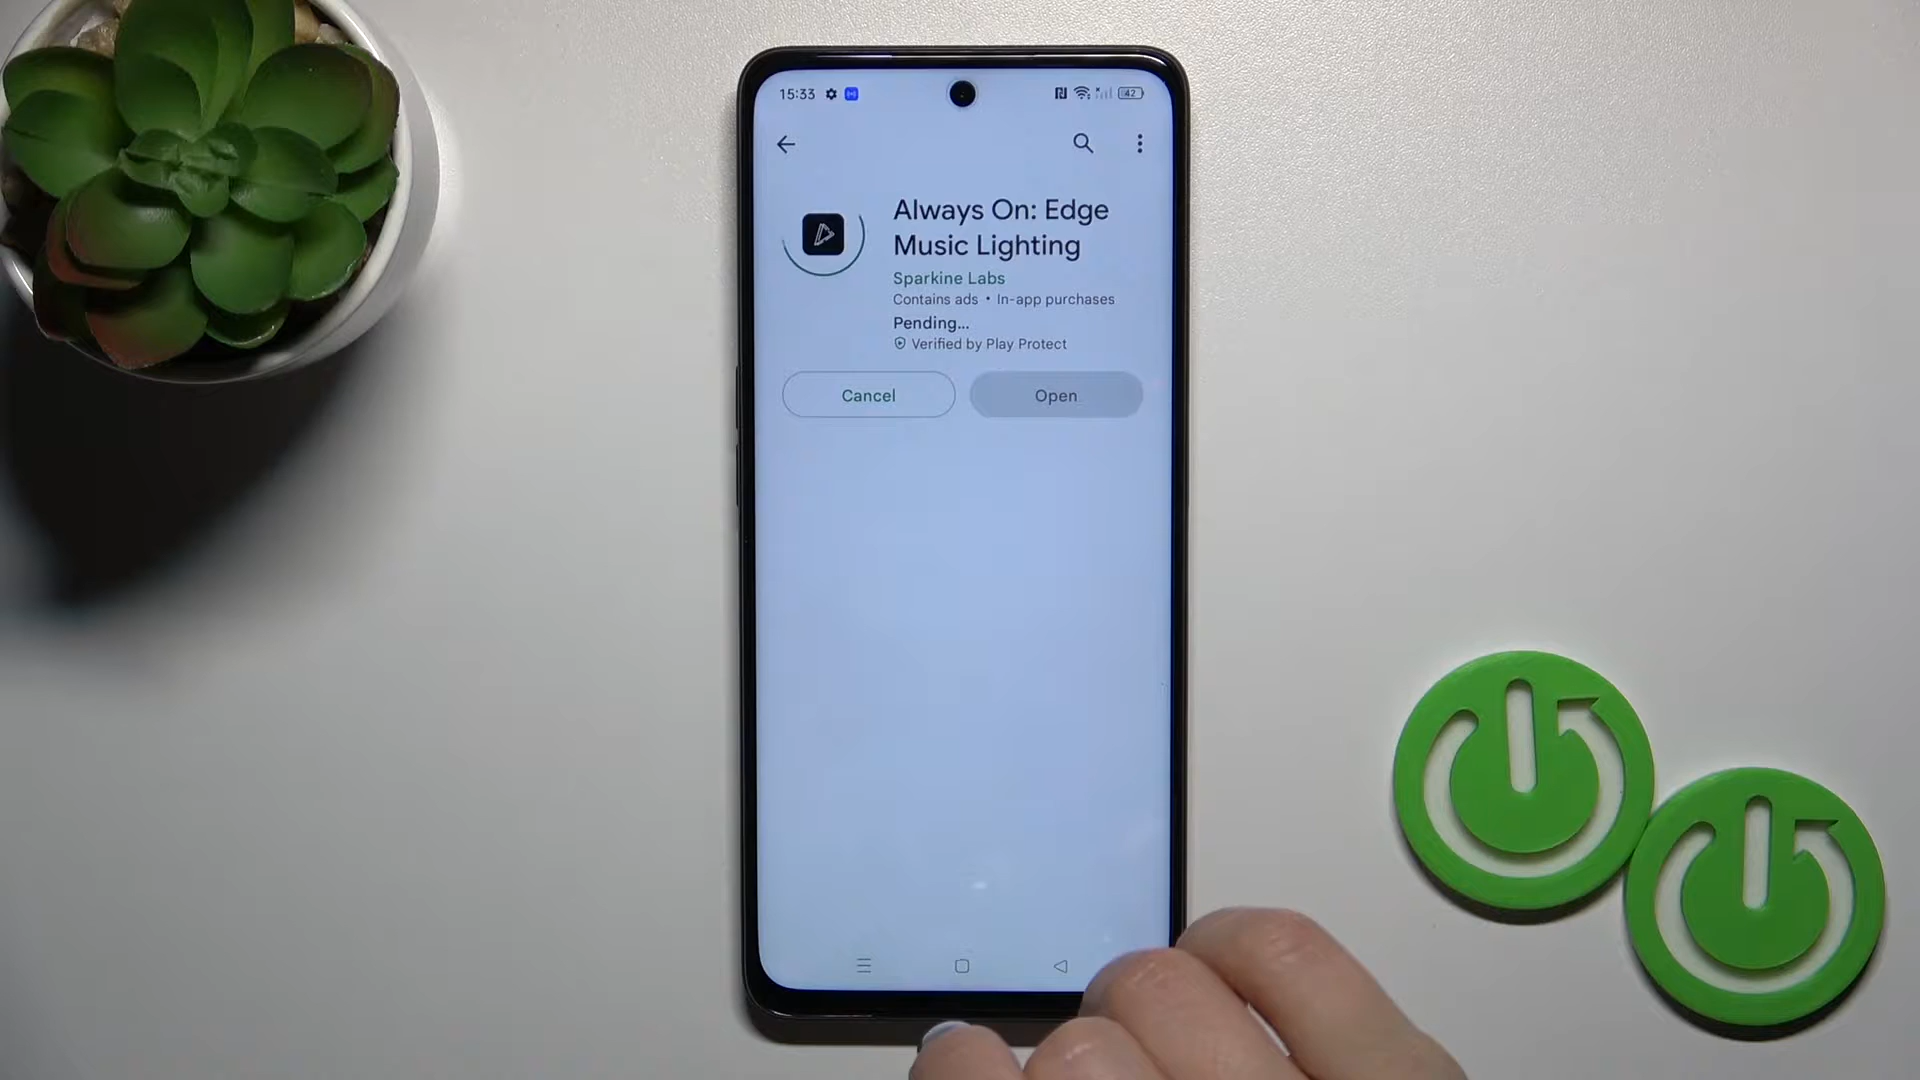 15:33
42
Always On: Edge
Music Lighting
Sparkine Labs
Contains ads • In-app purchases
Pending...
Verified by Play Protect
Cancel
Open